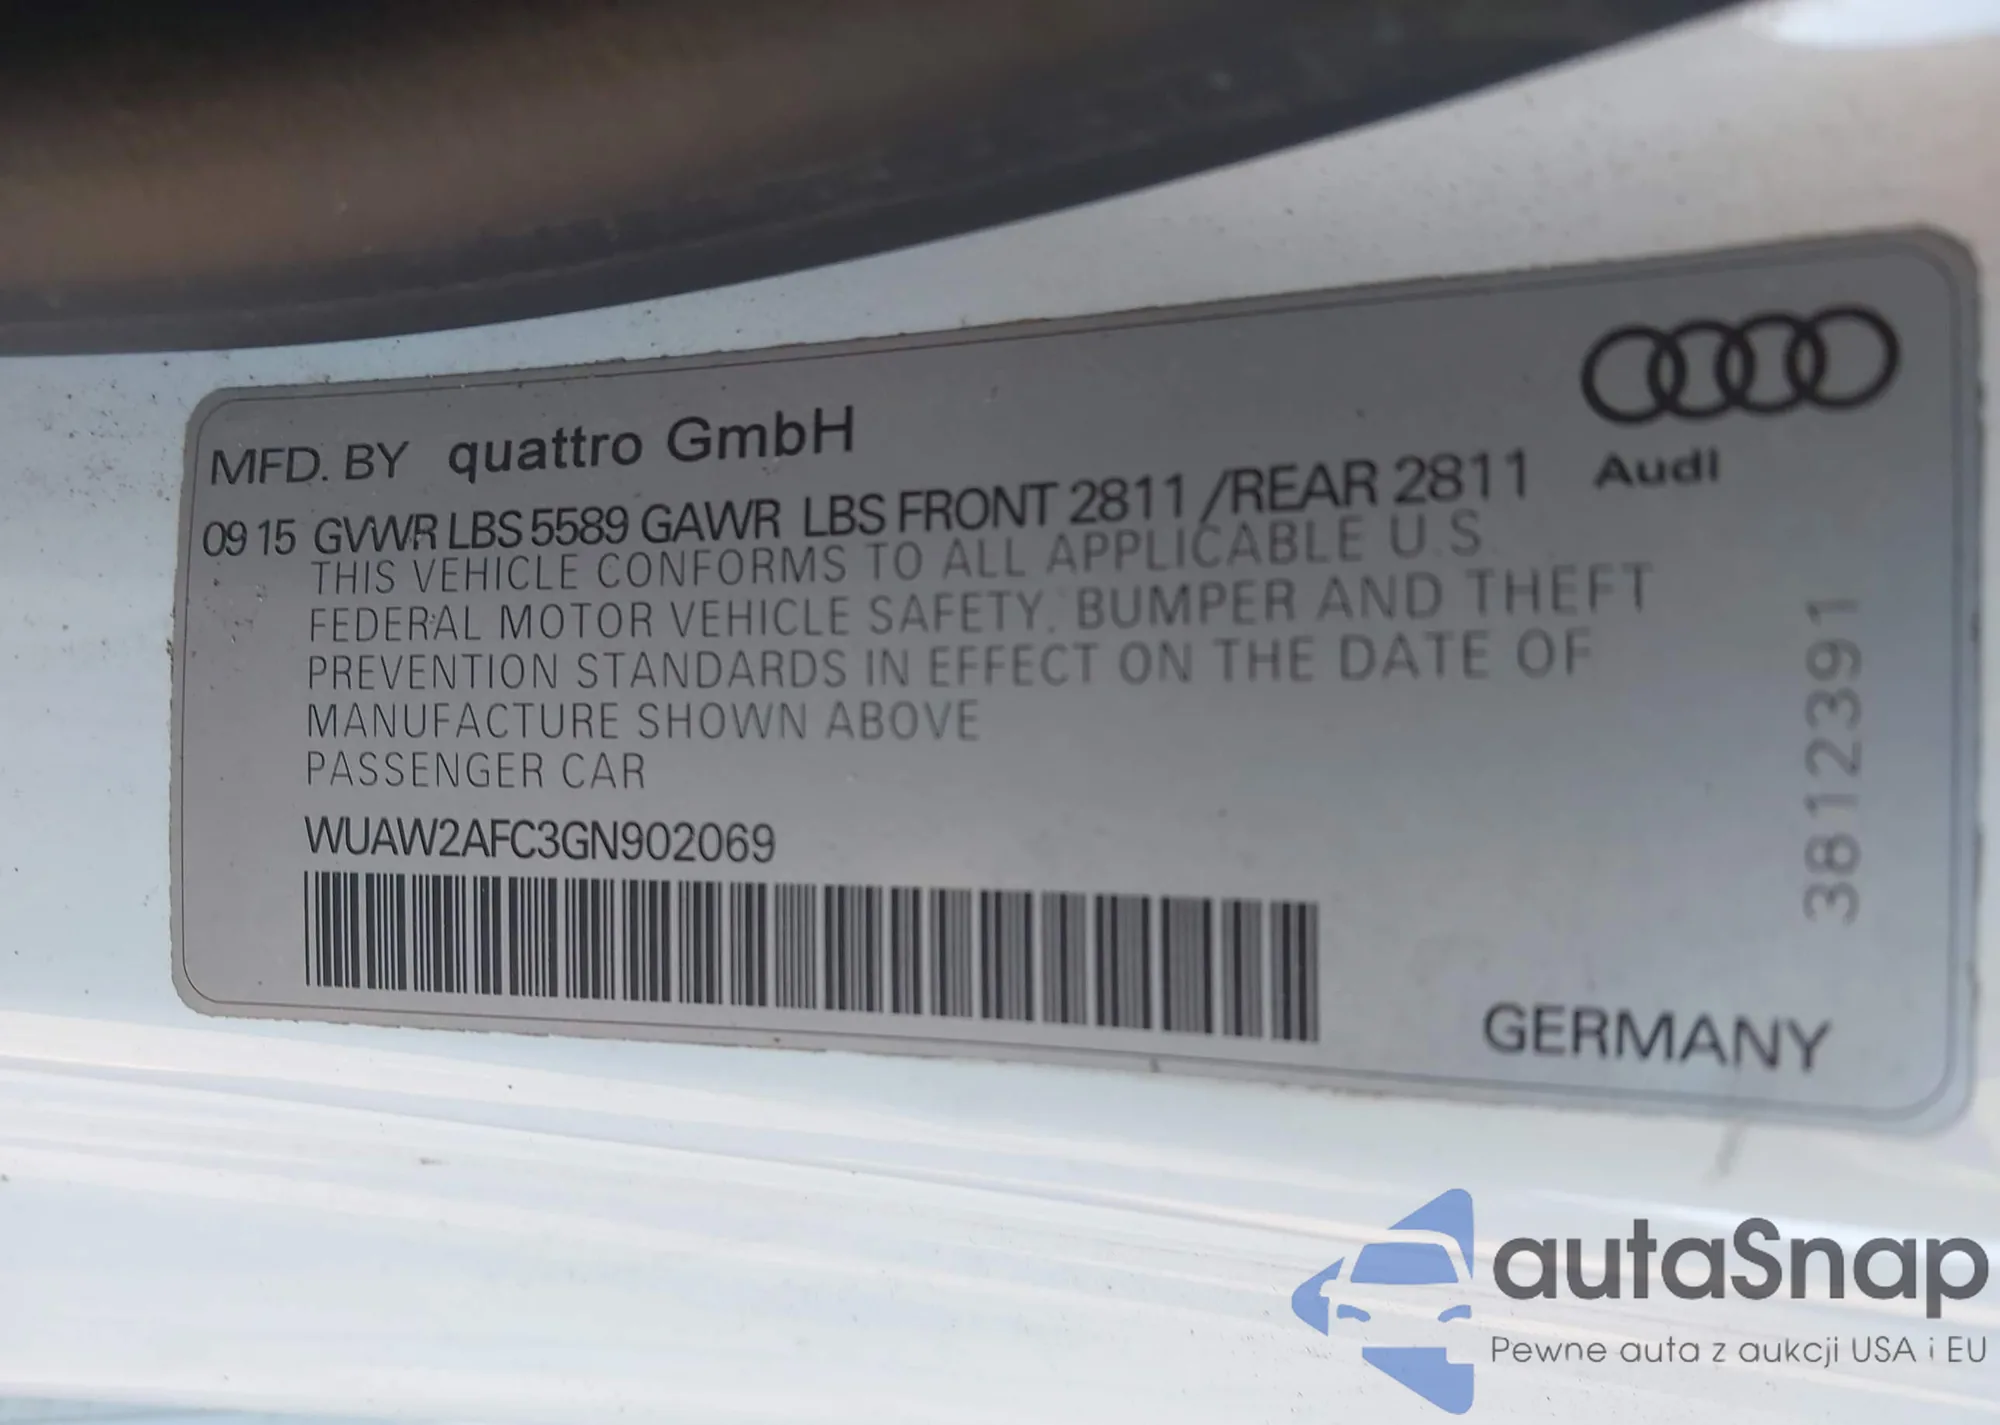 MFD. BY quattro GmbH
Audi
09 15 GVWR LBS 5589 GAWR LBS FRONT 2811 /REAR 2811
THIS VEHICLE CONFORMS TO ALL APPLICABLE U.S
FEDERAL MOTOR VEHICLE SAFETY, BUMPER AND THEFT
PREVENTION STANDARDS IN EFFECT ON THE DATE OF
MANUFACTURE SHOWN ABOVE
PASSENGER CAR
WUAW2AFC3GN902069
3812391
GERMANY
autaSnap
Pewne auta z aukcji USA i EU